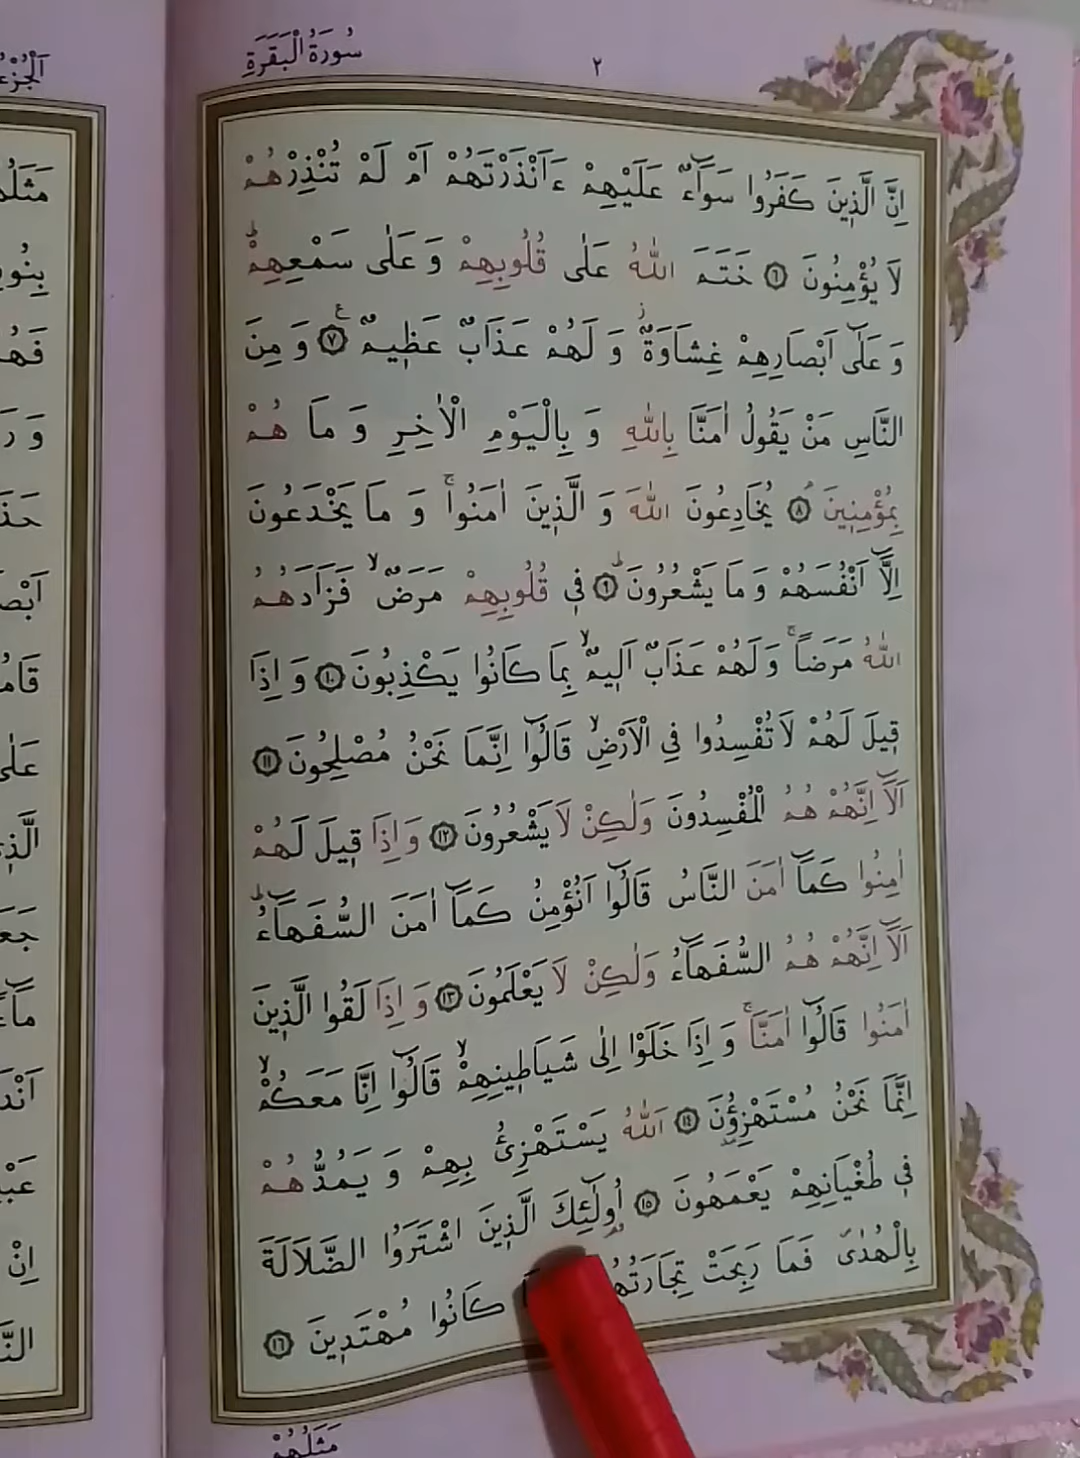 سُورَةُ الْبَقَرَةِ
٢
اِنَّ الَّذ۪ينَ كَفَرُوا سَوَٓاءٌ عَلَيْهِمْ ءَاَنْذَرْتَهُمْ اَمْ لَمْ تُنْذِرْهُمْ
لَا يُؤْمِنُونَ ﴿٦﴾ خَتَمَ اللّٰهُ عَلٰى قُلُوبِهِمْ وَ عَلٰى سَمْعِهِمْۜ
وَ عَلٰٓى اَبْصَارِهِمْ غِشَاوَةٌۘ وَ لَهُمْ عَذَابٌ عَظ۪يمٌ ﴿٧﴾ وَ مِنَ
النَّاسِ مَنْ يَقُولُ اٰمَنَّا بِاللّٰهِ وَ بِالْيَوْمِ الْاٰخِرِ وَ مَا هُمْ
بِمُؤْمِن۪ينَۢ ﴿٨﴾ يُخَادِعُونَ اللّٰهَ وَ الَّذ۪ينَ اٰمَنُواۚ وَ مَا يَخْدَعُونَ
اِلَّٓا اَنْفُسَهُمْ وَ مَا يَشْعُرُونَۜ ﴿٩﴾ ف۪ي قُلُوبِهِمْ مَرَضٌۙ فَزَادَهُمُ
اللّٰهُ مَرَضاًۚ وَ لَهُمْ عَذَابٌ اَل۪يمٌۙ بِمَا كَانُوا يَكْذِبُونَ ﴿١٠﴾ وَ اِذَا
ق۪يلَ لَهُمْ لَا تُفْسِدُوا فِي الْاَرْضِۙ قَالُٓوا اِنَّمَا نَحْنُ مُصْلِحُونَ ﴿١١﴾
اَلَٓا اِنَّهُمْ هُمُ الْمُفْسِدُونَ وَلٰكِنْ لَا يَشْعُرُونَ ﴿١٢﴾ وَ اِذَا ق۪يلَ لَهُمْ
اٰمِنُوا كَمَٓا اٰمَنَ النَّاسُ قَالُٓوا اَنُؤْمِنُ كَمَٓا اٰمَنَ السُّفَهَٓاءُۜ
اَلَٓا اِنَّهُمْ هُمُ السُّفَهَٓاءُ وَلٰكِنْ لَا يَعْلَمُونَ ﴿١٣﴾ وَ اِذَا لَقُوا الَّذ۪ينَ
اٰمَنُوا قَالُٓوا اٰمَنَّاۚ وَ اِذَا خَلَوْا اِلٰى شَيَاط۪ينِهِمْۙ قَالُٓوا اِنَّا مَعَكُمْۙ
اِنَّمَا نَحْنُ مُسْتَهْزِؤُ۫نَ ﴿١٤﴾ اَللّٰهُ يَسْتَهْزِئُ بِهِمْ وَ يَمُدُّهُمْ
ف۪ي طُغْيَانِهِمْ يَعْمَهُونَ ﴿١٥﴾ اُو۬لٰٓئِكَ الَّذ۪ينَ اشْتَرَوُا الضَّلَالَةَ
بِالْهُدٰىۖ فَمَا رَبِحَتْ تِجَارَتُهُمْ كَانُوا مُهْتَد۪ينَ ﴿١٦﴾
مَثَلُهُمْ